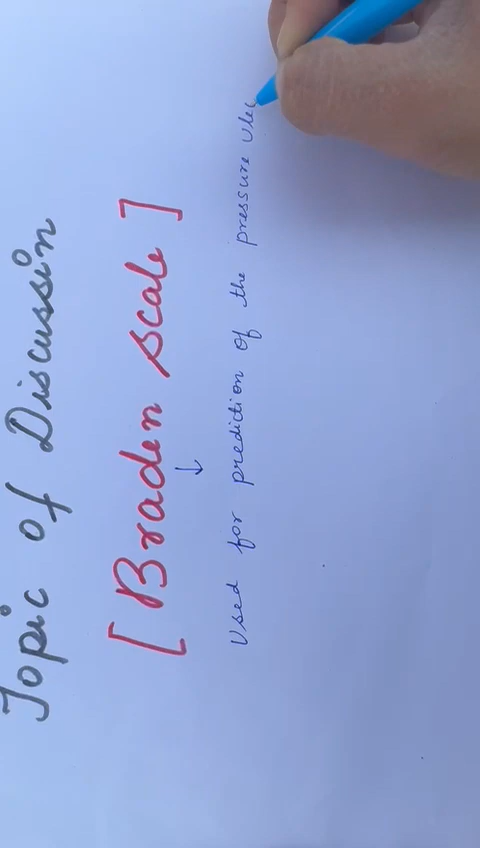 Topic of Discussion
[Braden scale]
↓
Used for prediction of the pressure